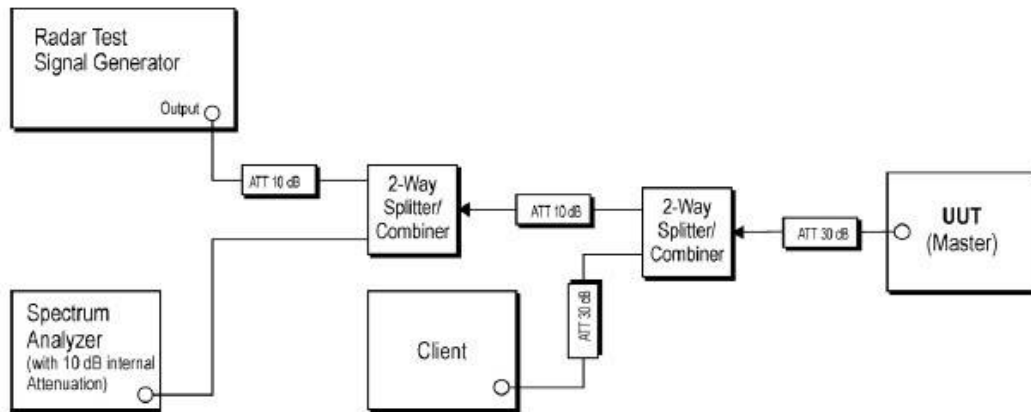 Radar Test
Signal Generator
Output
ATT 10 dB
2-Way
Splitter/
Combiner
ATT 10 dB
2-Way
Splitter/
Combiner
ATT 30 dB
UUT
(Master)
Spectrum
Analyzer
(with 10 dB internal
Attenuation)
Client
ATT 30 dB